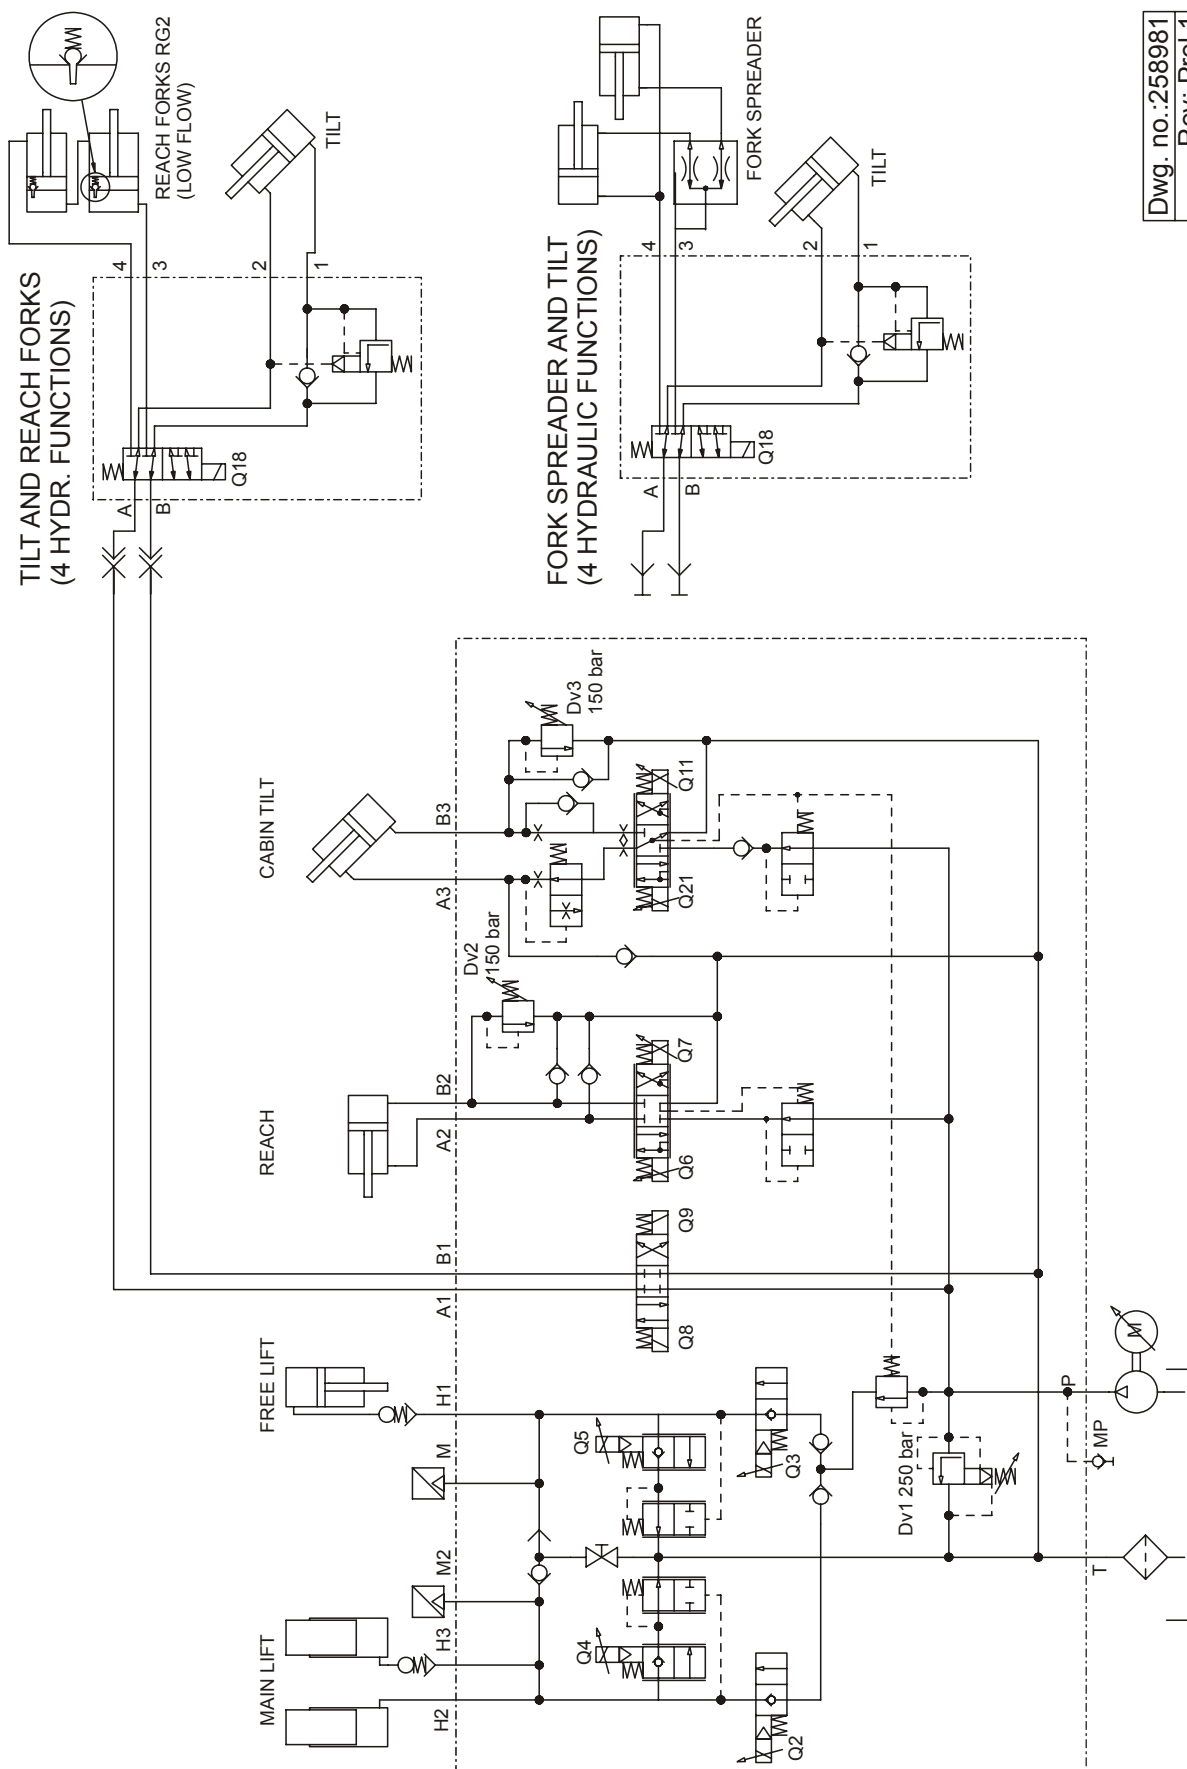 TILT AND REACH FORKS
(4 HYDR. FUNCTIONS)
REACH FORKS RG2
(LOW FLOW)
TILT
4
3
2
1
A
B
Q18
FORK SPREADER AND TILT
(4 HYDRAULIC FUNCTIONS)
FORK SPREADER
TILT
4
3
2
1
A
B
Q18
Dwg. no.:258981
MAIN LIFT
FREE LIFT
REACH
CABIN TILT
H2
H3
M2
M
H1
A1
B1
A2
B2
A3
B3
Dv2
150 bar
Dv3
150 bar
Q4
Q5
Q8
Q9
Q6
Q7
Q21
Q11
Q2
Q3
Dv1 250 bar
T
MP
P
M